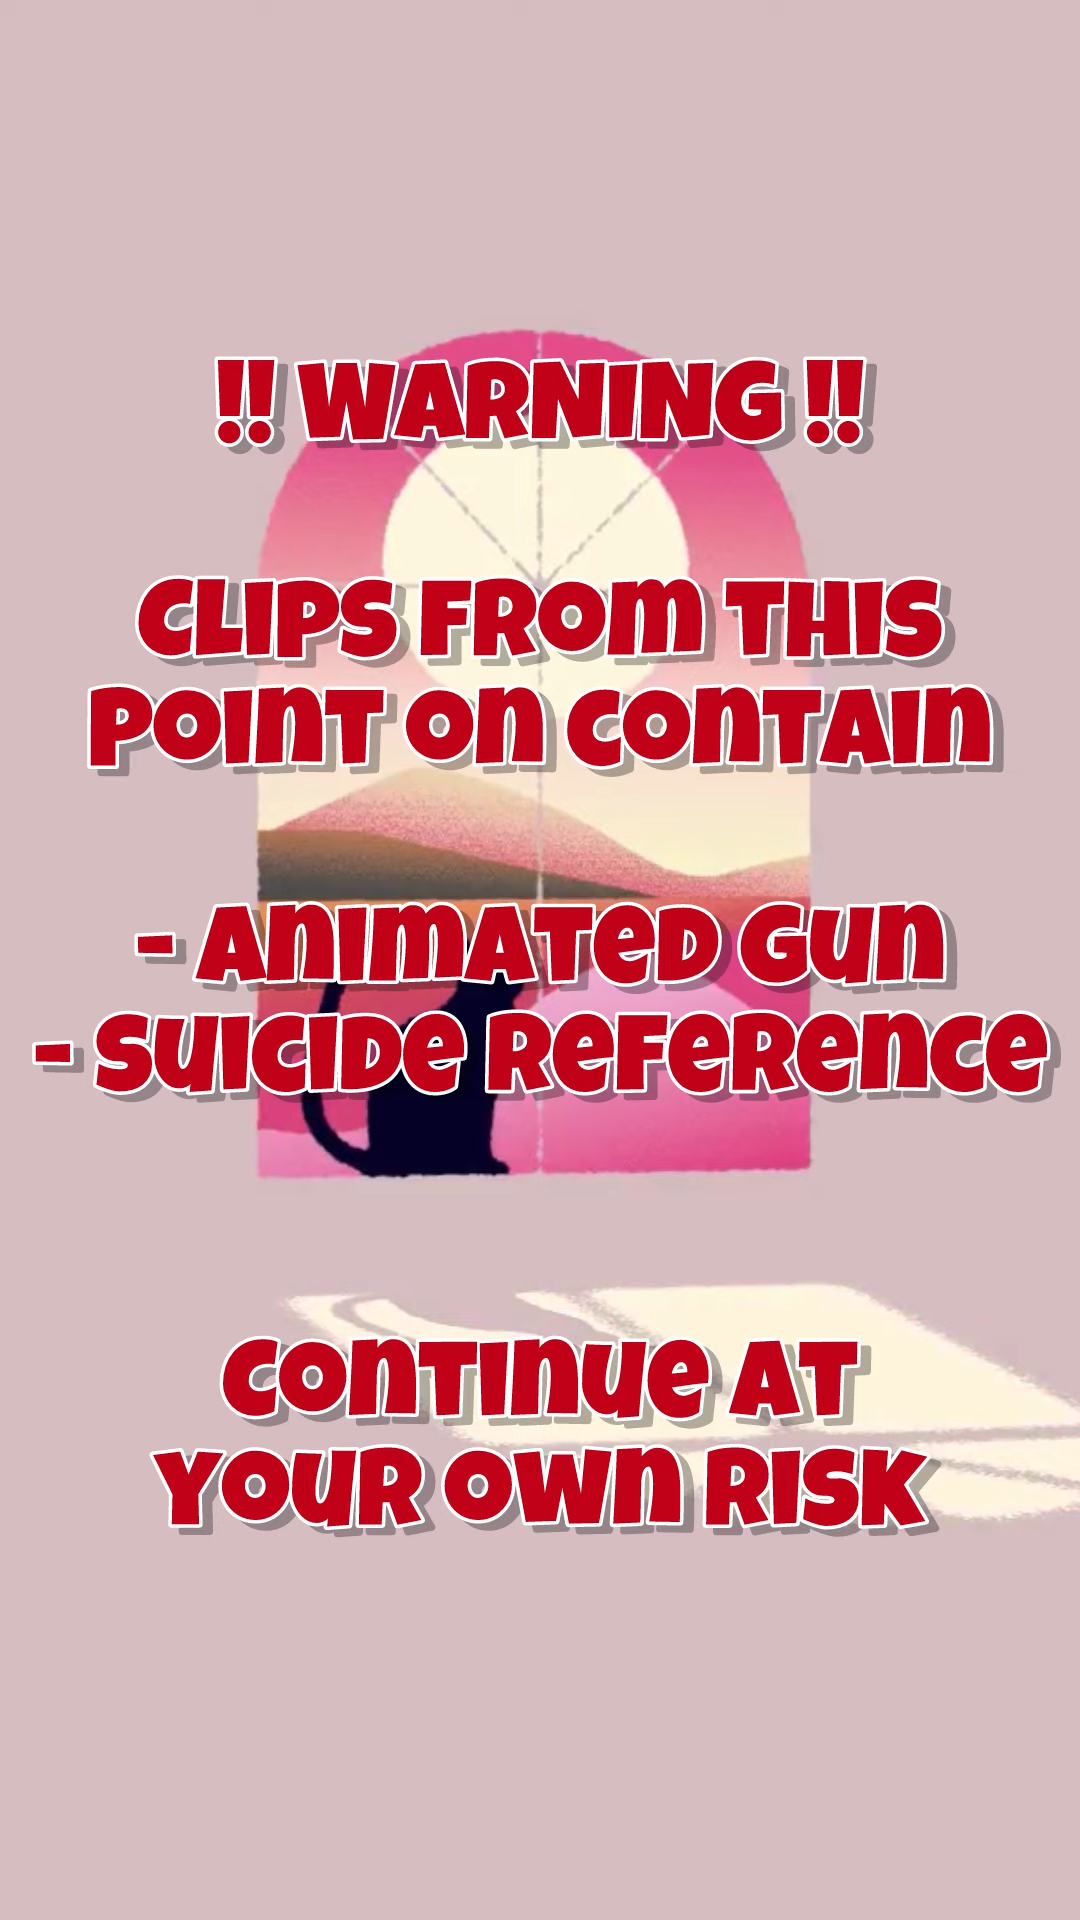 !! WARNING !!
CLIPS FROM THIS
POINT ON CONTAIN
- ANIMATED GUN
- SUICIDE REFERENCE
CONTINUE AT
YOUR OWN RISK